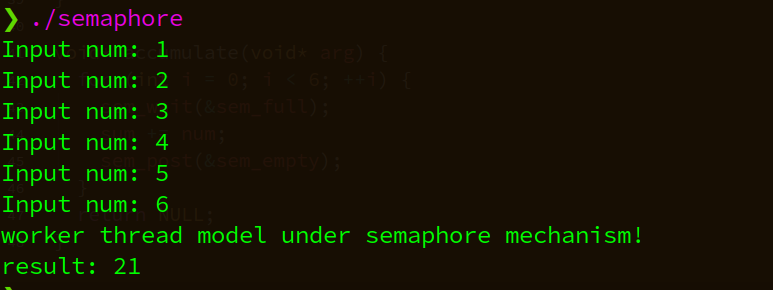 ❯ ./semaphore
Input num: 1
Input num: 2
Input num: 3
Input num: 4
Input num: 5
Input num: 6
worker thread model under semaphore mechanism!
result: 21